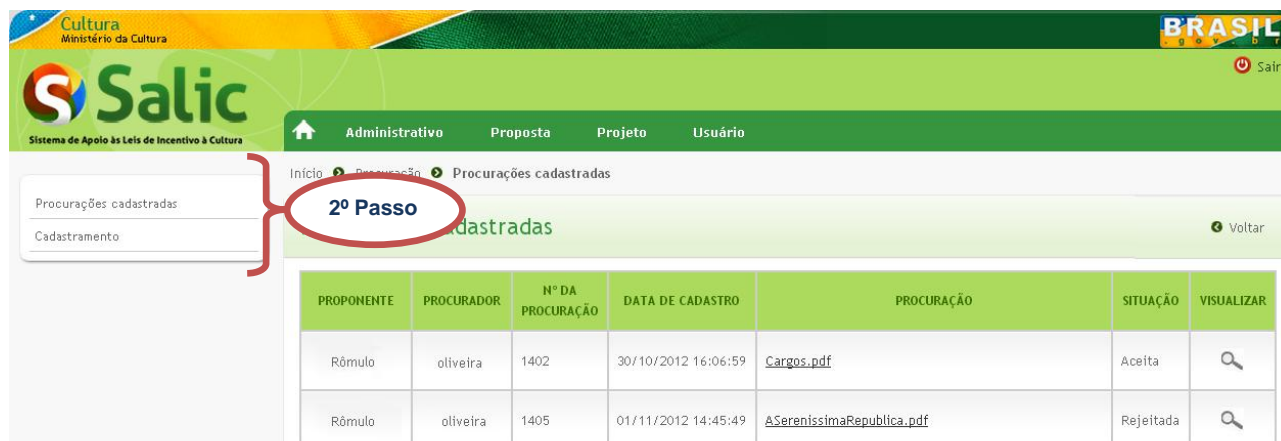 Cultura
Ministério da Cultura
BRASIL
.gov.br
Sair
Salic
Sistema de Apoio às Leis de Incentivo à Cultura
Administrativo Proposta Projeto Usuário
Início Procuração Procurações cadastradas
Procurações cadastradas
Cadastramento
2º Passo
adastradas
Voltar
PROPONENTE PROCURADOR Nº DA PROCURAÇÃO DATA DE CADASTRO PROCURAÇÃO SITUAÇÃO VISUALIZAR
Rômulo oliveira 1402 30/10/2012 16:06:59 Cargos.pdf Aceita
Rômulo oliveira 1405 01/11/2012 14:45:49 ASerenissimaRepublica.pdf Rejeitada